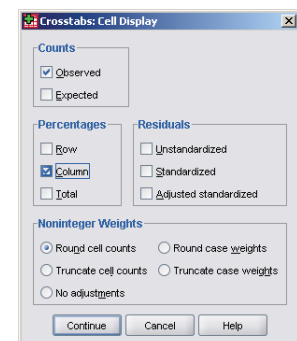 Crosstabs: Cell Display
Counts
Observed
Expected
Percentages
Residuals
Row
Unstandardized
Column
Standardized
Total
Adjusted standardized
Noninteger Weights
Round cell counts
Round case weights
Truncate cell counts
Truncate case weights
No adjustments
Continue
Cancel
Help